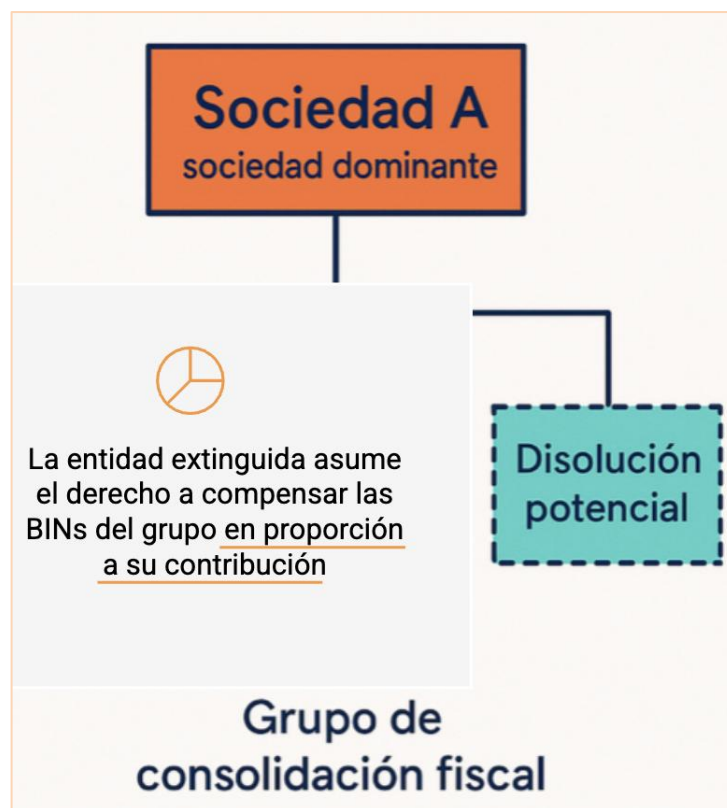 Sociedad A
sociedad dominante
La entidad extinguida asume
el derecho a compensar las
BINs del grupo en proporción
a su contribución
Disolución
potencial
Grupo de
consolidación fiscal